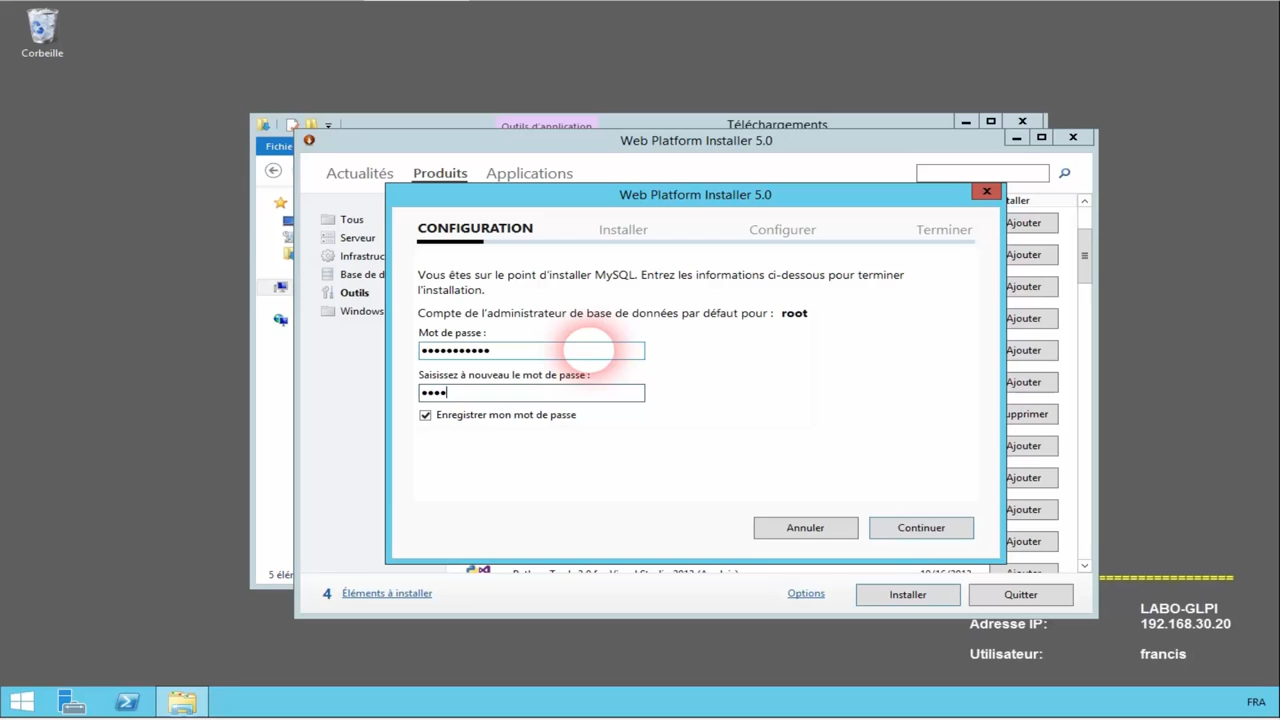 Corbeille
Outils d'application
Téléchargements
Fichie
Web Platform Installer 5.0
Actualités
Produits
Applications
Web Platform Installer 5.0
Tous
Serveur
Infrastruc
Base de d
Outils
Windows
CONFIGURATION
Installer
Configurer
Terminer
Vous êtes sur le point d'installer MySQL. Entrez les informations ci-dessous pour terminer
l'installation.
Compte de l'administrateur de base de données par défaut pour : root
Mot de passe :
•••••••••••
Saisissez à nouveau le mot de passe :
••••
Enregistrer mon mot de passe
Annuler
Continuer
taller
Ajouter
Ajouter
Ajouter
Ajouter
Ajouter
Ajouter
upprimer
Ajouter
Ajouter
Ajouter
Ajouter
5 élér
4
Éléments à installer
Options
Installer
Quitter
LABO-GLPI
Adresse IP:
192.168.30.20
Utilisateur:
francis
FRA